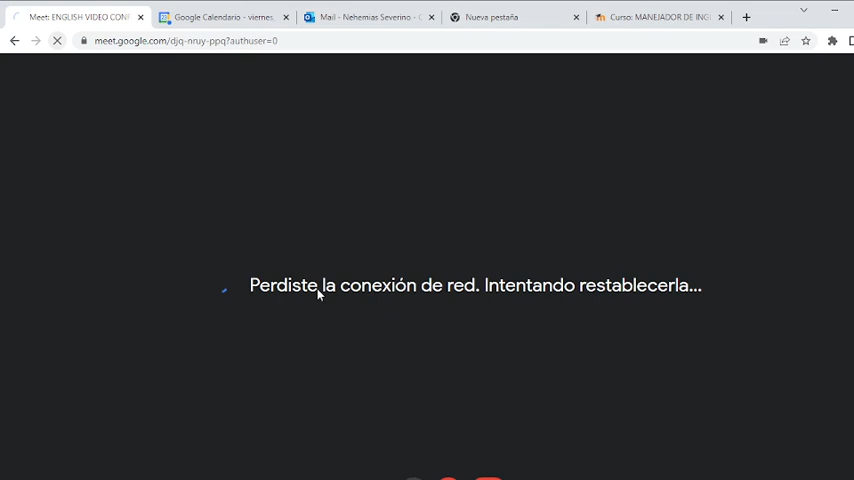 Meet: ENGLISH VIDEO CONF
Google Calendario - viernes,
Mail - Nehemias Severino - O
Nueva pestaña
Curso: MANEJADOR DE INGL
meet.google.com/djq-nruy-ppq?authuser=0
Perdiste la conexión de red. Intentando restablecerla...